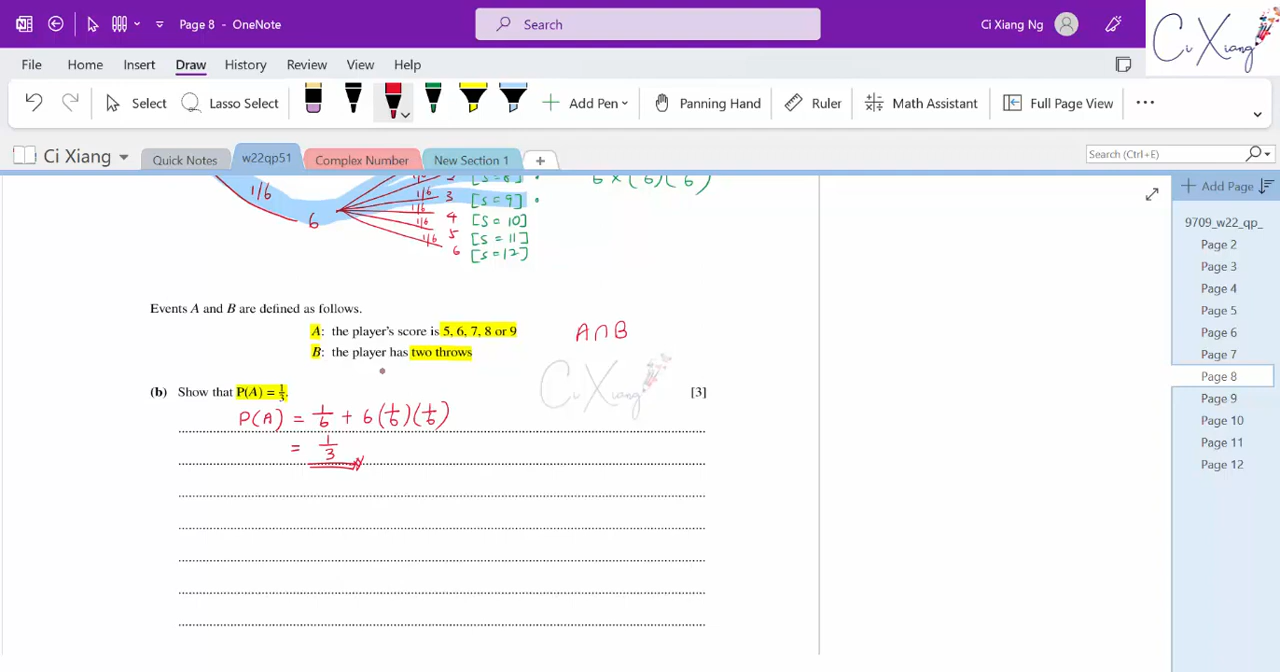 Page 8 - OneNote
Search
Ci Xiang Ng
Ci Xiang
File Home Insert Draw History Review View Help
Select Lasso Select Add Pen Panning Hand Ruler Math Assistant Full Page View
Ci Xiang Quick Notes w22qp51 Complex Number New Section 1 +
Search (Ctrl+E)
Add Page
9709_w22_qp_
Page 2
Page 3
Page 4
Page 5
Page 6
Page 7
Page 8
Page 9
Page 10
Page 11
Page 12
1/6 3 [S = 9]
1/6
6 1/6 4 [S = 10]
1/6 5 [S = 11]
1/6 6 [S = 12]
Events A and B are defined as follows.
A: the player's score is 5, 6, 7, 8 or 9
A ∩ B
B: the player has two throws
Ci Xiang
(b) Show that P(A) = 1/3. [3]
P(A) = 1/6 + 6(1/6)(1/6)
= 1/3